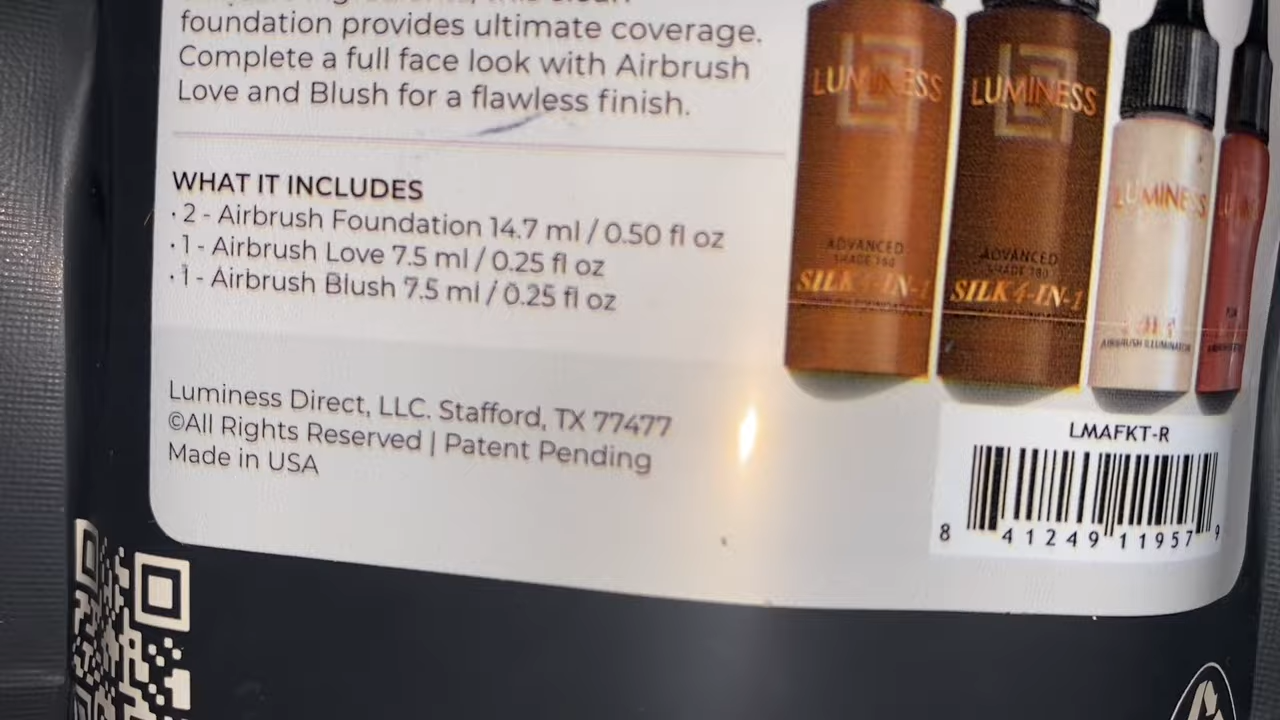 foundation provides ultimate coverage.
Complete a full face look with Airbrush
Love and Blush for a flawless finish.
WHAT IT INCLUDES
• 2 - Airbrush Foundation 14.7 ml / 0.50 fl oz
• 1 - Airbrush Love 7.5 ml / 0.25 fl oz
• 1 - Airbrush Blush 7.5 ml / 0.25 fl oz
Luminess Direct, LLC. Stafford, TX 77477
©All Rights Reserved | Patent Pending
Made in USA
LUMINESS
ADVANCED
SILK 4-IN-1
LUMINESS
ADVANCED
SILK 4-IN-1
LUMINESS
AIRBRUSH ILLUMINATOR
LMAFKT-R
8 41249 11957 9